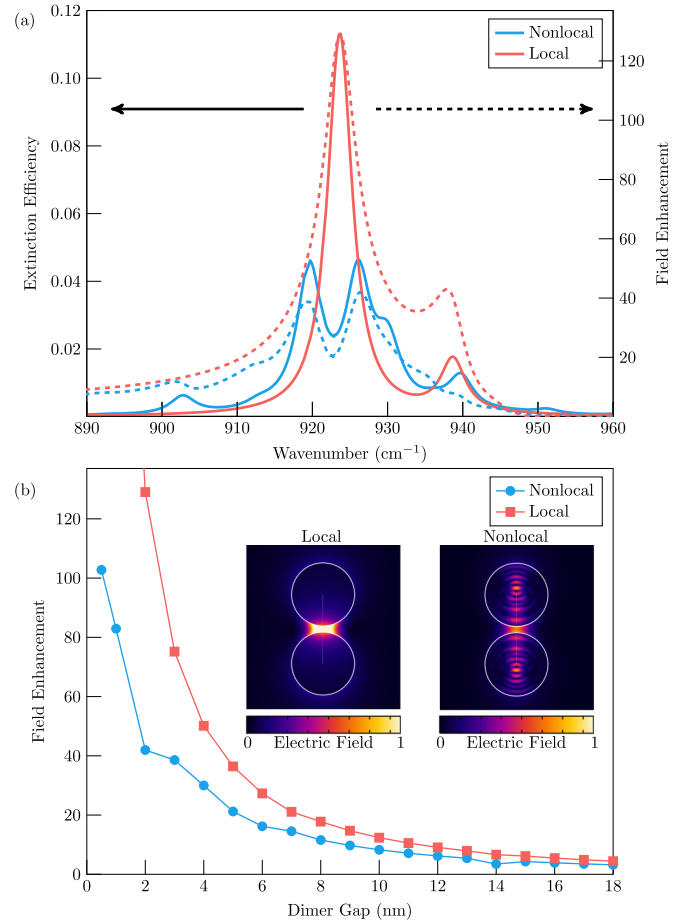 (a)
0.12
0.10
0.08
0.06
0.04
0.02
Extinction Efficiency
Nonlocal
Local
120
100
80
60
40
20
Field Enhancement
890 900 910 920 930 940 950 960
Wavenumber (cm⁻¹)
(b)
120
100
80
60
40
20
0
Field Enhancement
Nonlocal
Local
Local
Nonlocal
0 Electric Field 1
0 Electric Field 1
0 2 4 6 8 10 12 14 16 18
Dimer Gap (nm)